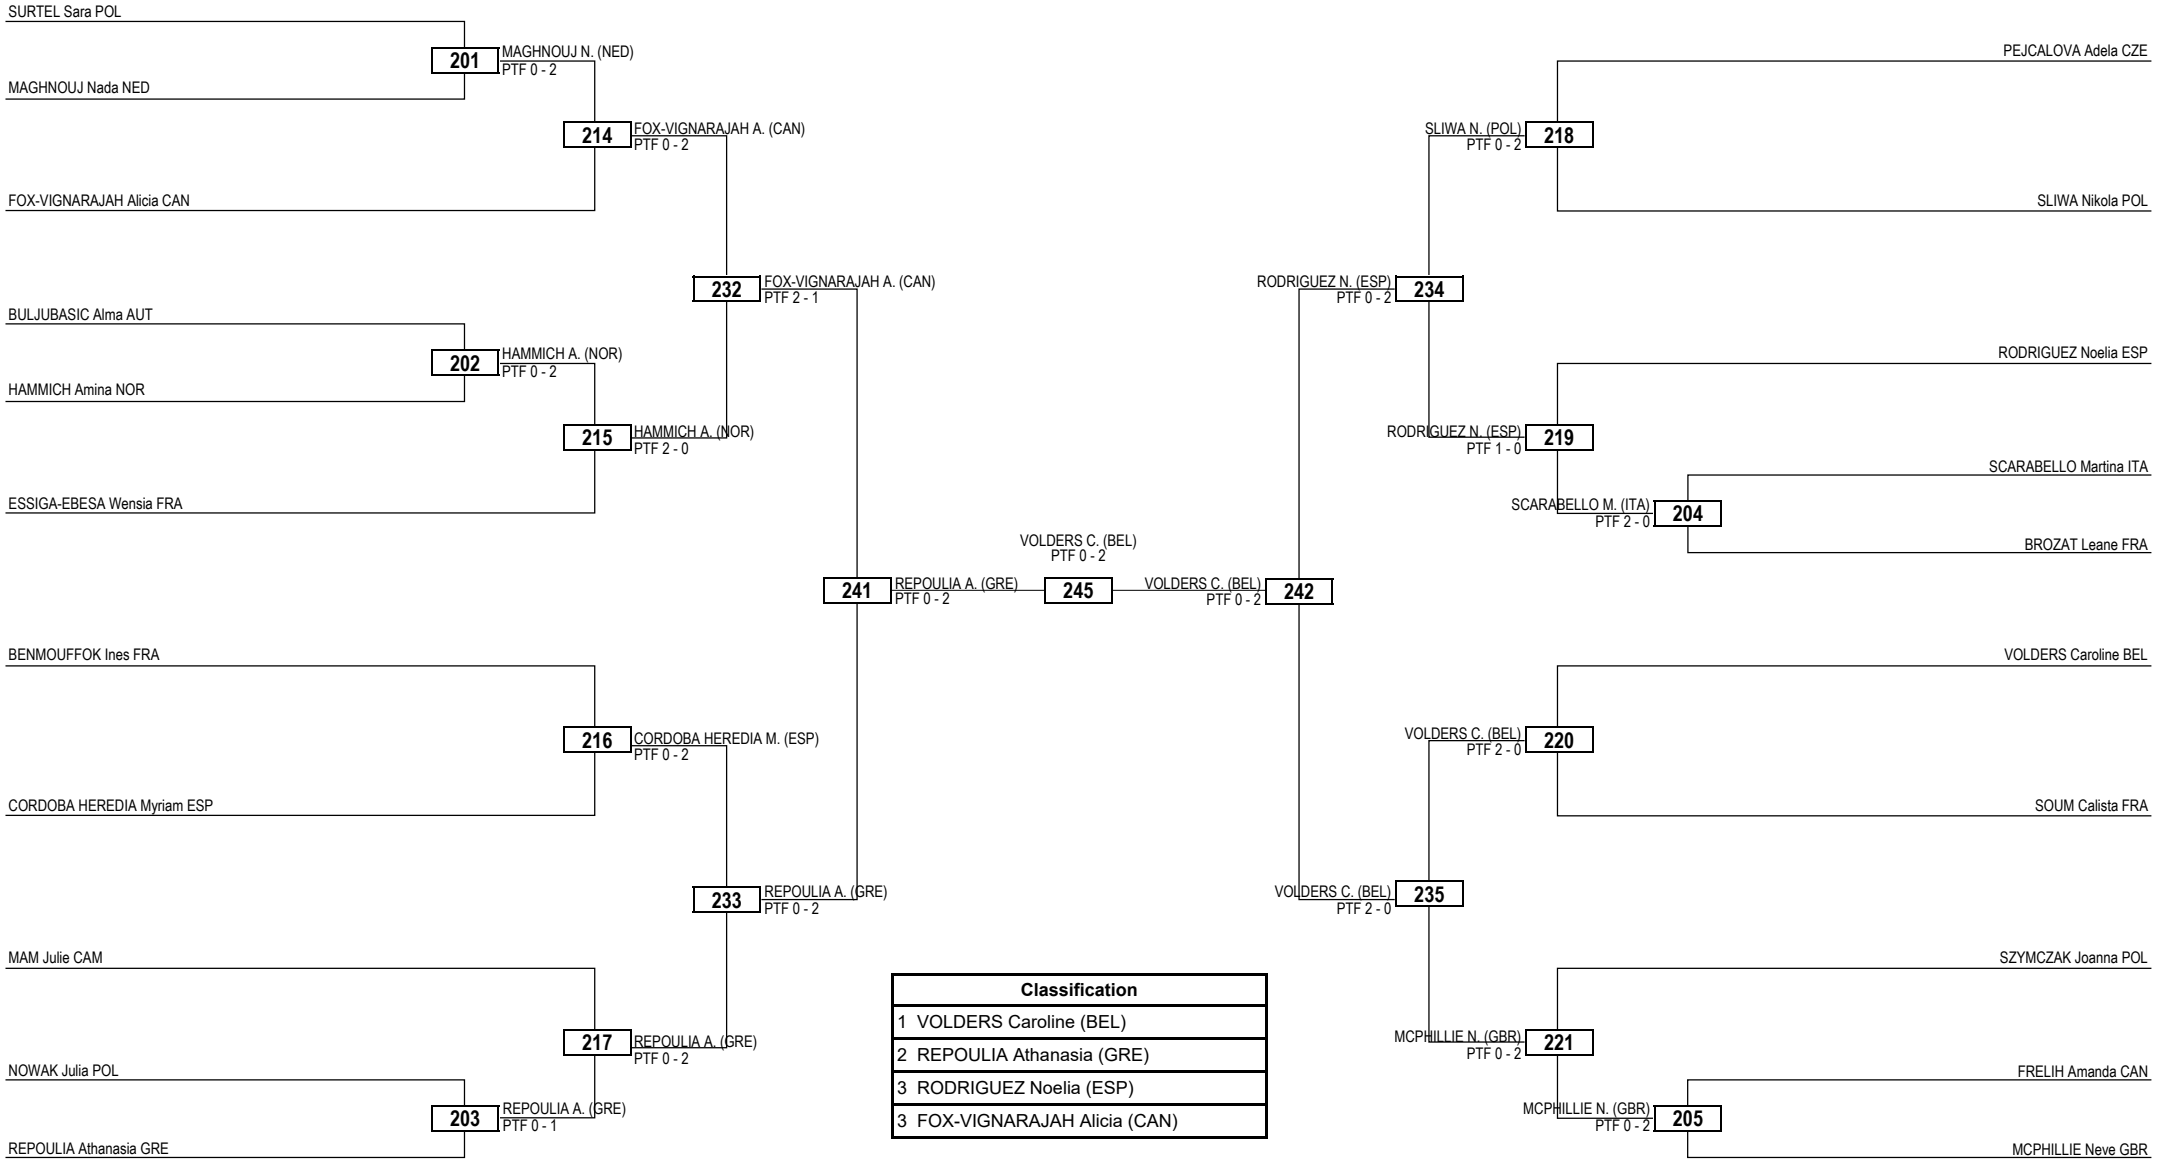 SURTEL Sara POL
201
MAGHNOUJ N. (NED)
PTF 0 - 2
MAGHNOUJ Nada NED
214
FOX-VIGNARAJAH A. (CAN)
PTF 0 - 2
FOX-VIGNARAJAH Alicia CAN
232
FOX-VIGNARAJAH A. (CAN)
PTF 2 - 1
BULJUBASIC Alma AUT
202
HAMMICH A. (NOR)
PTF 0 - 2
HAMMICH Amina NOR
215
HAMMICH A. (NOR)
PTF 2 - 0
ESSIGA-EBESA Wensia FRA
241
REPOULIA A. (GRE)
PTF 0 - 2
BENMOUFFOK Ines FRA
216
CORDOBA HEREDIA M. (ESP)
PTF 0 - 2
CORDOBA HEREDIA Myriam ESP
233
REPOULIA A. (GRE)
PTF 0 - 2
MAM Julie CAM
217
REPOULIA A. (GRE)
PTF 0 - 2
NOWAK Julia POL
203
REPOULIA A. (GRE)
PTF 0 - 1
REPOULIA Athanasia GRE
VOLDERS C. (BEL)
PTF 0 - 2
245
PEJCALOVA Adela CZE
SLIWA N. (POL)
PTF 0 - 2
218
SLIWA Nikola POL
RODRIGUEZ N. (ESP)
PTF 0 - 2
234
RODRIGUEZ Noelia ESP
RODRIGUEZ N. (ESP)
PTF 1 - 0
219
SCARABELLO Martina ITA
SCARABELLO M. (ITA)
PTF 2 - 0
204
BROZAT Leane FRA
VOLDERS C. (BEL)
PTF 0 - 2
242
VOLDERS Caroline BEL
VOLDERS C. (BEL)
PTF 2 - 0
220
SOUM Calista FRA
VOLDERS C. (BEL)
PTF 2 - 0
235
SZYMCZAK Joanna POL
MCPHILLIE N. (GBR)
PTF 0 - 2
221
FRELIH Amanda CAN
MCPHILLIE N. (GBR)
PTF 0 - 2
205
MCPHILLIE Neve GBR
Classification
1 VOLDERS Caroline (BEL)
2 REPOULIA Athanasia (GRE)
3 RODRIGUEZ Noelia (ESP)
3 FOX-VIGNARAJAH Alicia (CAN)